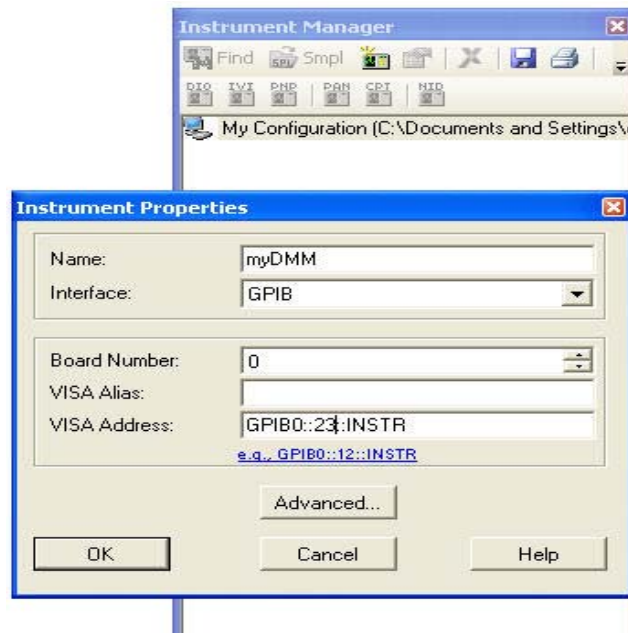 Instrument Manager
Find Smpl
DIO IVI PNP PAN CPT NID
My Configuration (C:\Documents and Settings\
Instrument Properties
Name: myDMM
Interface: GPIB
Board Number: 0
VISA Alias:
VISA Address: GPIB0::23::INSTR
e.g., GPIB0::12::INSTR
Advanced...
OK Cancel Help